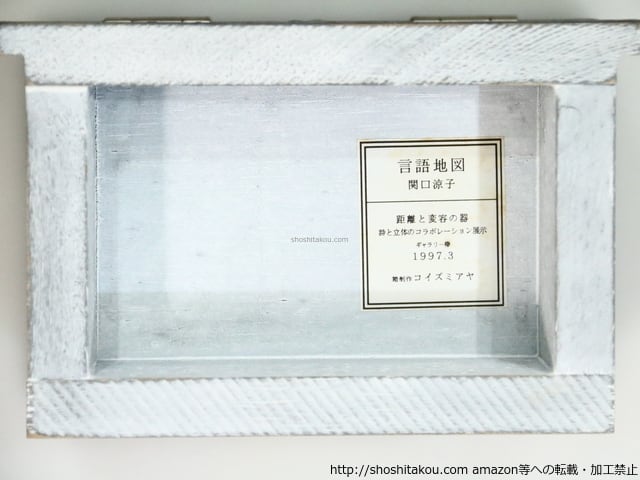 言語地図
関口涼子
距離と変容の器
詩と立体のコラボレーション展示
ギャラリー
1997.3
箱制作 コイズミアヤ
shoshitakou.com
http://shoshitakou.com amazon等への転載・加工禁止